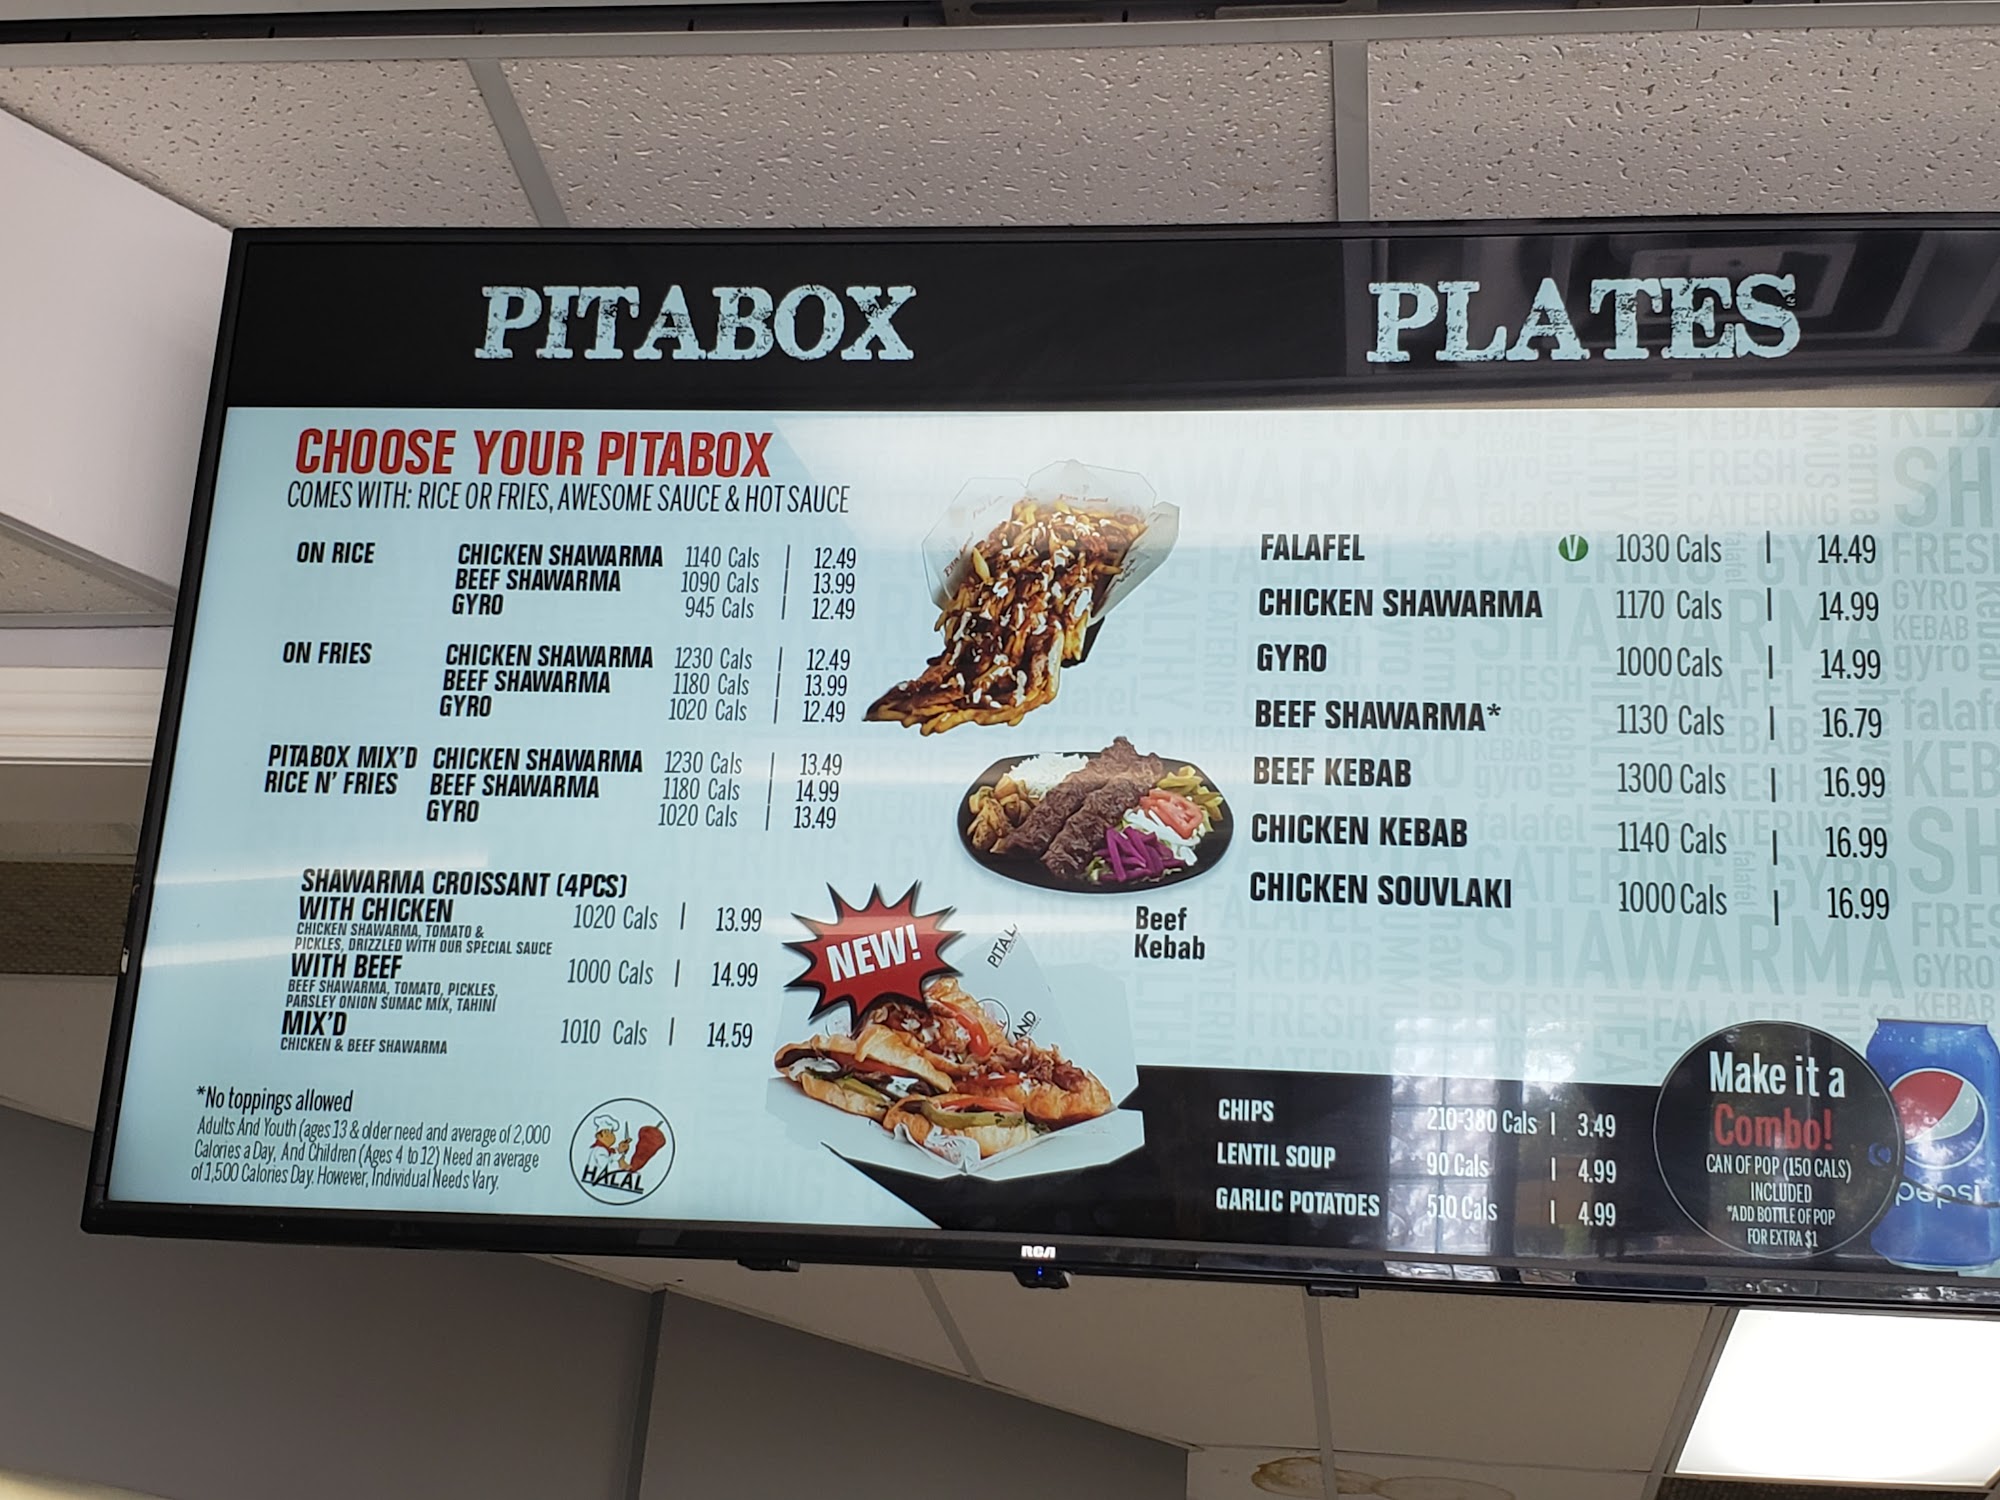 PITABOX
CHOOSE YOUR PITABOX
COMES WITH: RICE OR FRIES, AWESOME SAUCE & HOT SAUCE
ON RICE CHICKEN SHAWARMA 1140 Cals | 12.49
BEEF SHAWARMA 1090 Cals | 13.99
GYRO 945 Cals | 12.49
ON FRIES CHICKEN SHAWARMA 1230 Cals | 12.49
BEEF SHAWARMA 1180 Cals | 13.99
GYRO 1020 Cals | 12.49
PITABOX MIX'D CHICKEN SHAWARMA 1230 Cals | 13.49
RICE N' FRIES BEEF SHAWARMA 1180 Cals | 14.99
GYRO 1020 Cals | 13.49
SHAWARMA CROISSANT (4PCS)
WITH CHICKEN 1020 Cals | 13.99
CHICKEN SHAWARMA, TOMATO &
PICKLES, DRIZZLED WITH OUR SPECIAL SAUCE
WITH BEEF 1000 Cals | 14.99
BEEF SHAWARMA, TOMATO, PICKLES,
PARSLEY ONION SUMAC MIX, TAHINI
MIX'D 1010 Cals | 14.59
CHICKEN & BEEF SHAWARMA
NEW!
*No toppings allowed
Adults And Youth (ages 13 & older need and average of 2,000
Calories a Day, And Children (Ages 4 to 12) Need an average
of 1,500 Calories Day. However, Individual Needs Vary.
HALAL
PLATES
FALAFEL V 1030 Cals | 14.49
CHICKEN SHAWARMA 1170 Cals | 14.99
GYRO 1000 Cals | 14.99
BEEF SHAWARMA* 1130 Cals | 16.79
BEEF KEBAB 1300 Cals | 16.99
CHICKEN KEBAB 1140 Cals | 16.99
CHICKEN SOUVLAKI 1000 Cals | 16.99
Beef
Kebab
CHIPS 210-380 Cals | 3.49
LENTIL SOUP 90 Cals | 4.99
GARLIC POTATOES 510 Cals | 4.99
Make it a
Combo!
CAN OF POP (150 CALS)
INCLUDED
*ADD BOTTLE OF POP
FOR EXTRA $1
pepsi
RCA